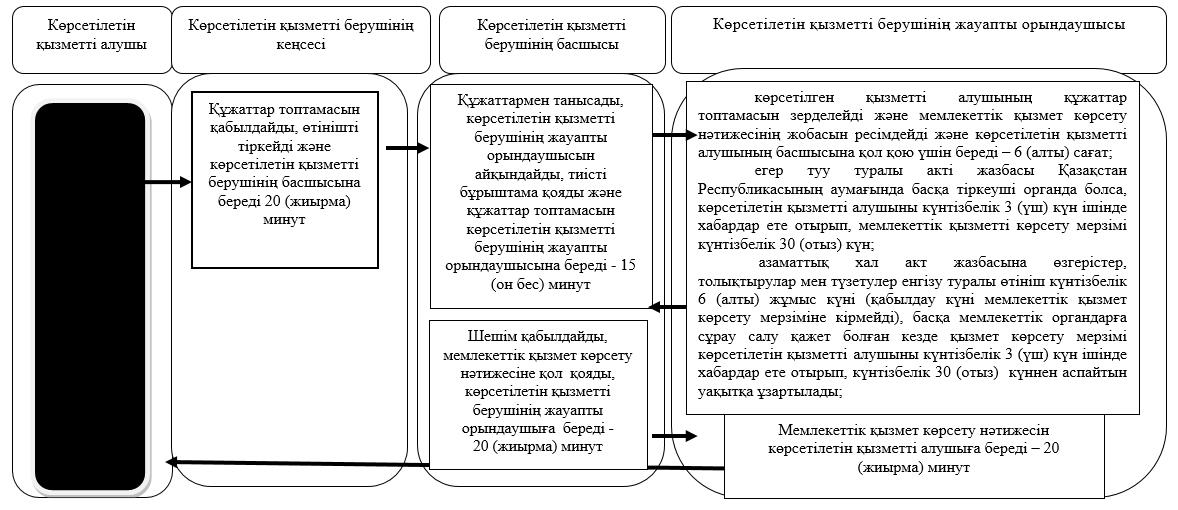 Көрсетілетін
қызметті алушы
Көрсетілетін қызметті берушінің
кеңсесі
Көрсетілетін қызметті
берушінің басшысы
Көрсетілетін қызметті берушінің жауапты орындаушысы
Құжаттар топтамасын
қабылдайды, өтінішті
тіркейді және
көрсетілетін қызметті
берушінің басшысына
береді 20 (жиырма)
минут
Құжаттармен танысады,
көрсетілетін қызметті
берушінің жауапты
орындаушысын
айқындайды, тиісті
бұрыштама қояды және
құжаттар топтамасын
көрсетілетін қызметті
берушінің жауапты
орындаушысына береді - 15
(он бес) минут
Шешім қабылдайды,
мемлекеттік қызмет көрсету
нәтижесіне қол қояды,
көрсетілетін қызметті
берушінің жауапты
орындаушыға береді -
20 (жиырма) минут
көрсетілген қызметті алушының құжаттар
топтамасын зерделейді және мемлекеттік қызмет көрсету
нәтижесінің жобасын ресімдейді және көрсетілетін қызметті
алушының басшысына қол қою үшін береді – 6 (алты) сағат;
егер туу туралы акті жазбасы Қазақстан
Республикасының аумағында басқа тіркеуші органда болса,
көрсетілетін қызметті алушыны күнтізбелік 3 (үш) күн ішінде
хабардар ете отырып, мемлекеттік қызметті көрсету мерзімі
күнтізбелік 30 (отыз) күн;
азаматтық хал акт жазбасына өзгерістер,
толықтырулар мен түзетулер енгізу туралы өтініш күнтізбелік
6 (алты) жұмыс күні (қабылдау күні мемлекеттік қызмет
көрсету мерзіміне кірмейді), басқа мемлекеттік органдарға
сұрау салу қажет болған кезде қызмет көрсету мерзімі
көрсетілетін қызметті алушыны күнтізбелік 3 (үш) күн ішінде
хабардар ете отырып, күнтізбелік 30 (отыз) күннен аспайтын
уақытқа ұзартылады;
Мемлекеттік қызмет көрсету нәтижесін
көрсетілетін қызметті алушыға береді – 20
(жиырма) минут